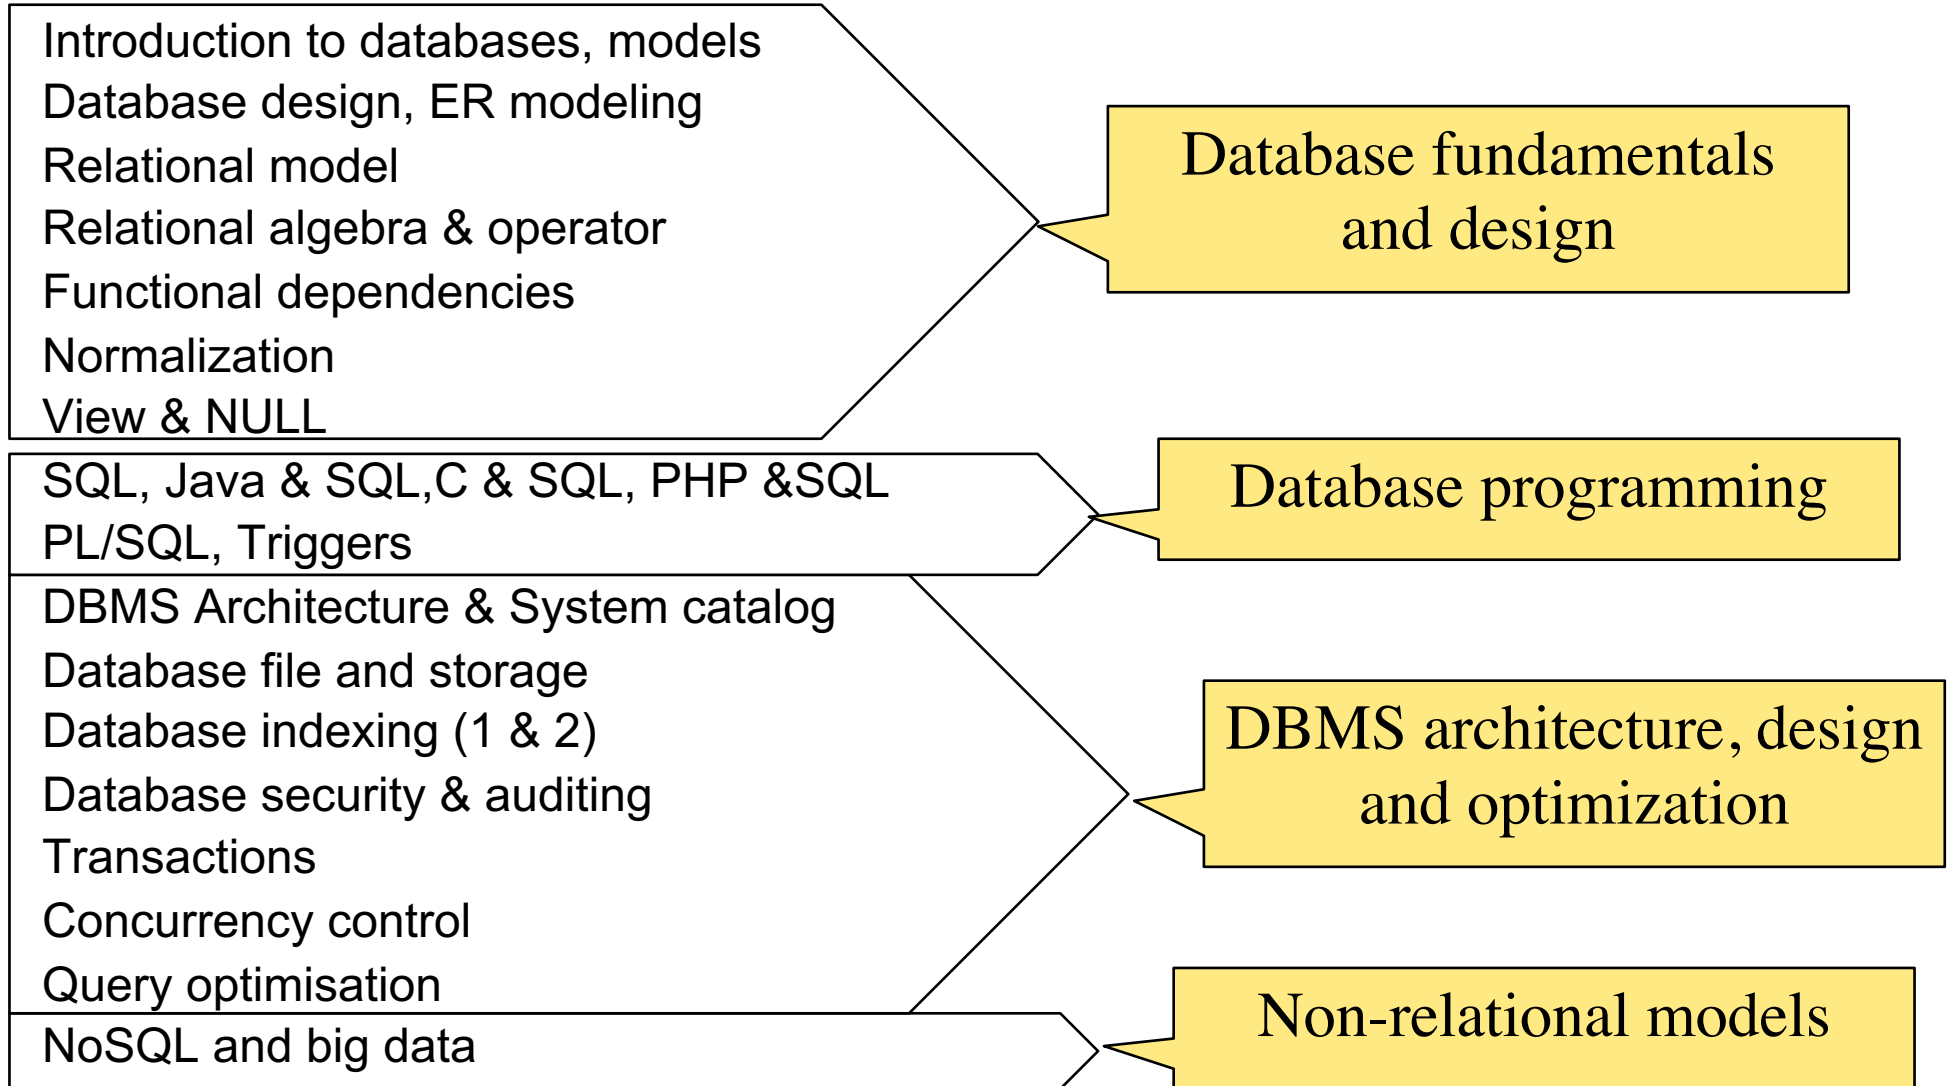 Introduction to databases, models
Database design, ER modeling
Relational model
Relational algebra & operator
Functional dependencies
Normalization
View & NULL
Database fundamentals
and design
SQL, Java & SQL,C & SQL, PHP &SQL
PL/SQL, Triggers
Database programming
DBMS Architecture & System catalog
Database file and storage
Database indexing (1 & 2)
Database security & auditing
Transactions
Concurrency control
Query optimisation
DBMS architecture, design
and optimization
NoSQL and big data
Non-relational models